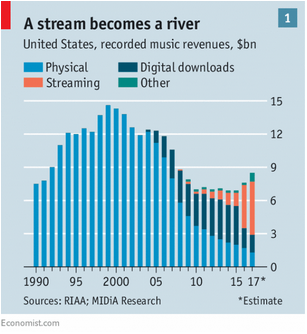 A stream becomes a river
1
United States, recorded music revenues, $bn
Physical
Digital downloads
Streaming
Other
15
12
9
6
3
0
1990 95 2000 05 10 15 17*
Sources: RIAA; MIDiA Research *Estimate
Economist.com